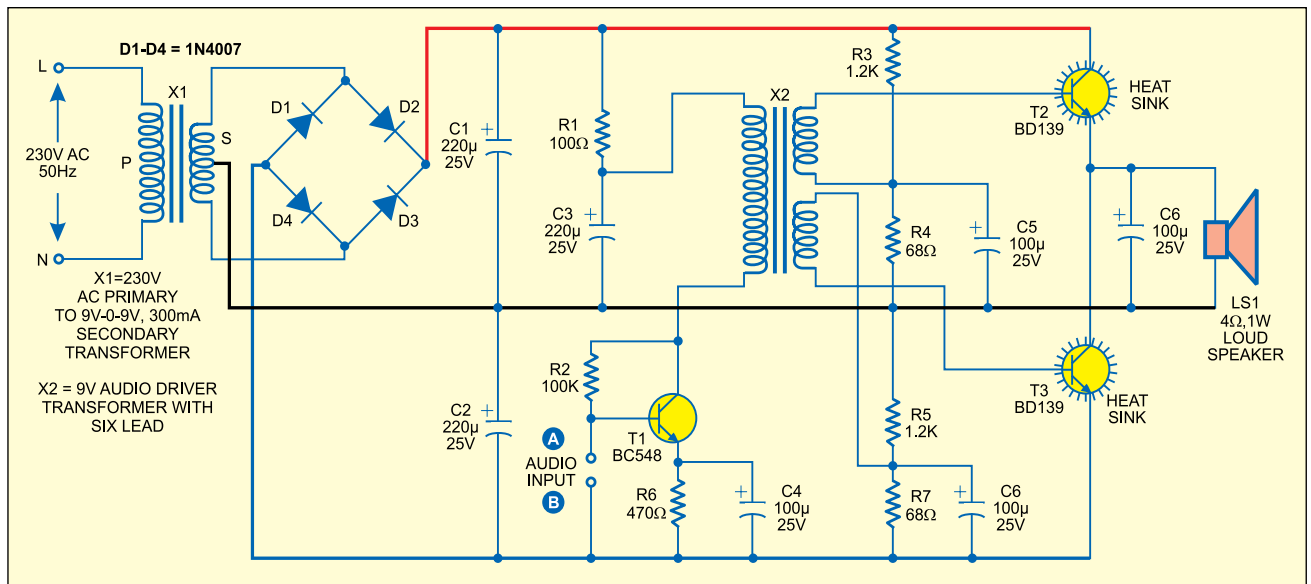 D1-D4 = 1N4007
L
X1
P
S
230V AC
50Hz
N
D1
D2
D4
D3
X1=230V
AC PRIMARY
TO 9V-0-9V, 300mA
SECONDARY
TRANSFORMER
X2 = 9V AUDIO DRIVER
TRANSFORMER WITH
SIX LEAD
+
C1
220µ
25V
+
C2
220µ
25V
R1
100Ω
+
C3
220µ
25V
R2
100K
A
AUDIO
INPUT
B
T1
BC548
R6
470Ω
+
C4
100µ
25V
X2
R3
1.2K
R4
68Ω
+
C5
100µ
25V
R5
1.2K
R7
68Ω
+
C6
100µ
25V
T2
BD139
HEAT
SINK
+
C6
100µ
25V
LS1
4Ω,1W
LOUD
SPEAKER
T3
BD139
HEAT
SINK